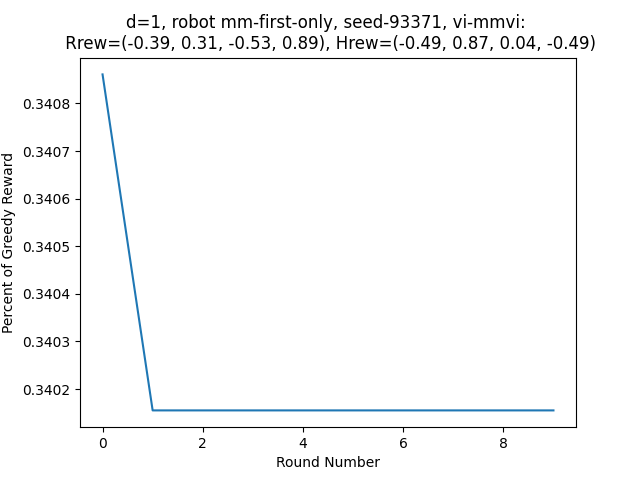 d=1, robot mm-first-only, seed-93371, vi-mmvi:
Rrew=(-0.39, 0.31, -0.53, 0.89), Hrew=(-0.49, 0.87, 0.04, -0.49)
Percent of Greedy Reward
0.3408
0.3407
0.3406
0.3405
0.3404
0.3403
0.3402
0 2 4 6 8
Round Number